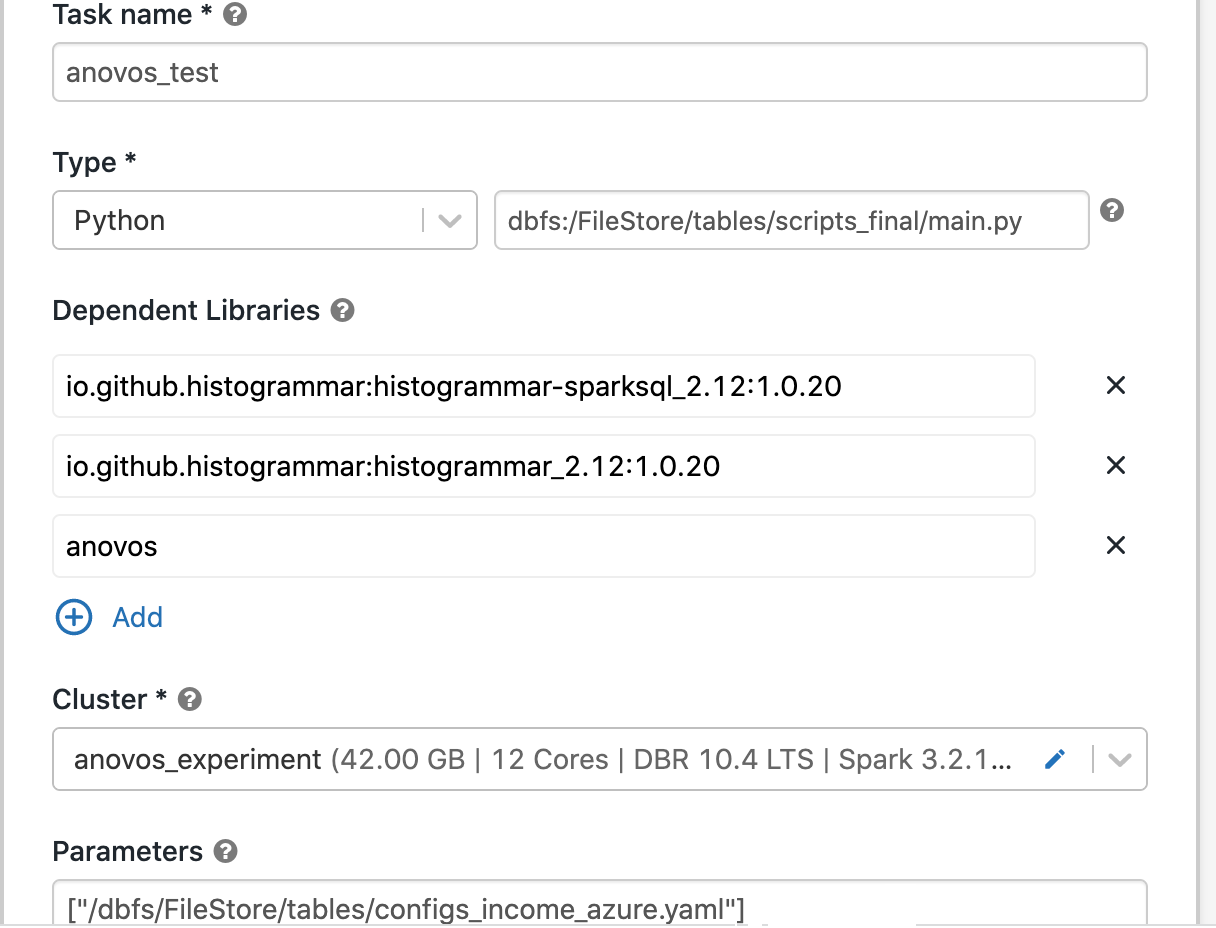 Task name * ?
anovos_test
Type *
Python
dbfs:/FileStore/tables/scripts_final/main.py ?
Dependent Libraries ?
io.github.histogrammar:histogrammar-sparksql_2.12:1.0.20
io.github.histogrammar:histogrammar_2.12:1.0.20
anovos
Add
Cluster * ?
anovos_experiment (42.00 GB | 12 Cores | DBR 10.4 LTS | Spark 3.2.1...
Parameters ?
["/dbfs/FileStore/tables/configs_income_azure.yaml"]